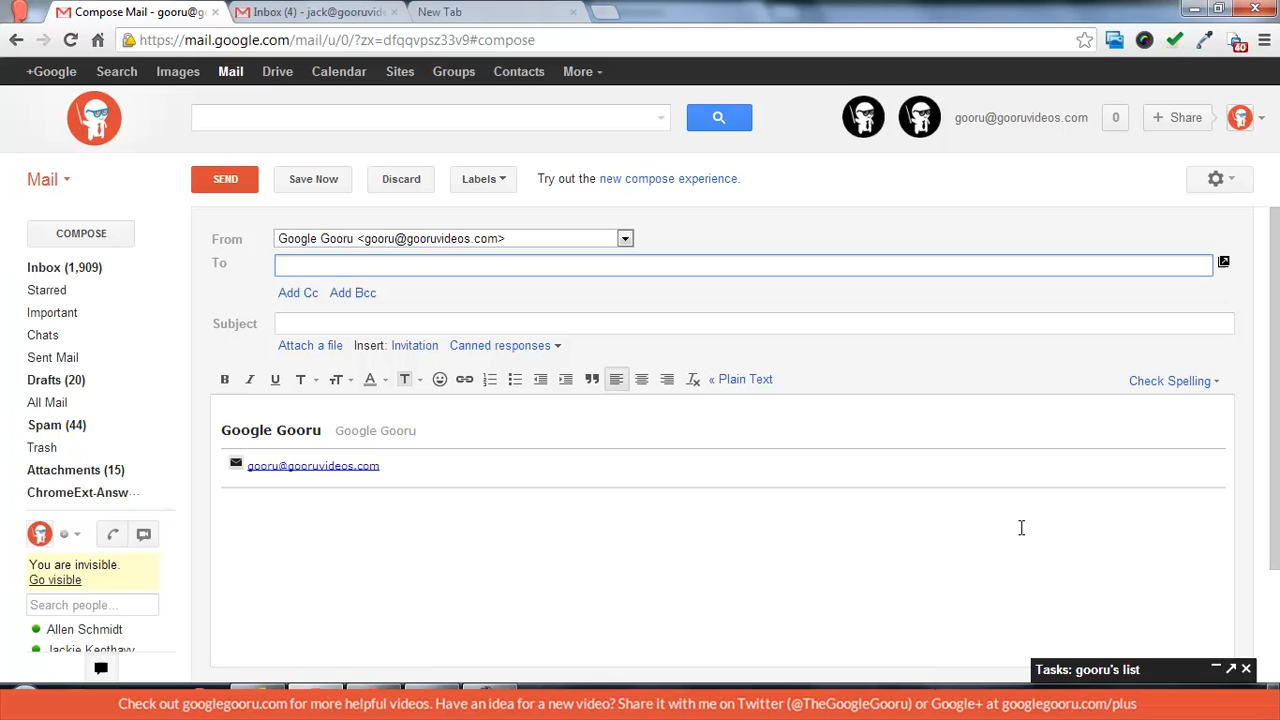 Compose Mail - gooru@go
Inbox (4) - jack@gooruvide
New Tab
https://mail.google.com/mail/u/0/?zx=dfqqvpsz33v9#compose
40
+Google Search Images Mail Drive Calendar Sites Groups Contacts More
gooru@gooruvideos.com 0 + Share
Mail
SEND Save Now Discard Labels Try out the new compose experience.
COMPOSE
Inbox (1,909)
Starred
Important
Chats
Sent Mail
Drafts (20)
All Mail
Spam (44)
Trash
Attachments (15)
ChromeExt-Answ...
You are invisible.
Go visible
Search people...
Allen Schmidt
From Google Gooru <gooru@gooruvideos.com>
To
Add Cc Add Bcc
Subject
Attach a file Insert: Invitation Canned responses
B I U T T A T « Plain Text Check Spelling
Google Gooru Google Gooru
gooru@gooruvideos.com
Tasks: gooru's list
Check out googlegooru.com for more helpful videos. Have an idea for a new video? Share it with me on Twitter (@TheGoogleGooru) or Google+ at googlegooru.com/plus